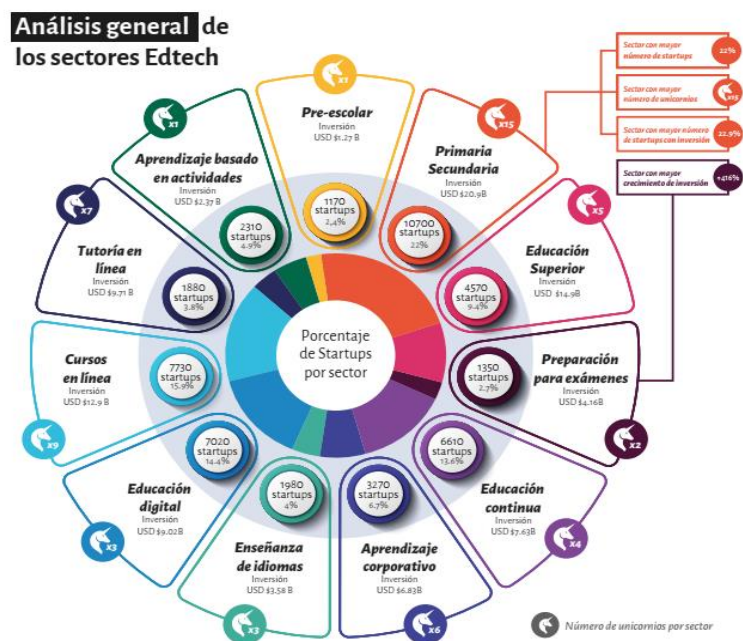 Análisis general de
los sectores Edtech
Sector con mayor
número de startups
22%
Sector con mayor
número de unicornios
x15
Sector con mayor número
de startups con inversión
22.9%
Sector con mayor
crecimiento de inversión
+416%
x1
Pre-escolar
Inversión
USD $1.27 B
1170
startups
2,4%
x15
Primaria
Secundaria
Inversión
USD $20.9B
10700
startups
22%
x5
Educación
Superior
Inversión
USD $14.9B
4570
startups
9.4%
Preparación
para exámenes
Inversión
USD $4.16B
1350
startups
2.7%
x2
Educación
continua
Inversión
USD $7.63B
6610
startups
13.6%
x4
3270
startups
6.7%
Aprendizaje
corporativo
Inversión
USD $6.83B
x6
1980
startups
4%
Enseñanza
de idiomas
Inversión
USD $3.58 B
x3
7020
startups
14.4%
Educación
digital
Inversión
USD $9.02B
x3
Cursos
en línea
Inversión
USD $12.9 B
7730
startups
15.9%
x9
x7
Tutoría en
línea
Inversión
USD $9.71 B
1880
startups
3.8%
x1
Aprendizaje basado
en actividades
Inversión
USD $2.37 B
2310
startups
4.9%
Porcentaje
de Startups
por sector
Número de unicornios por sector